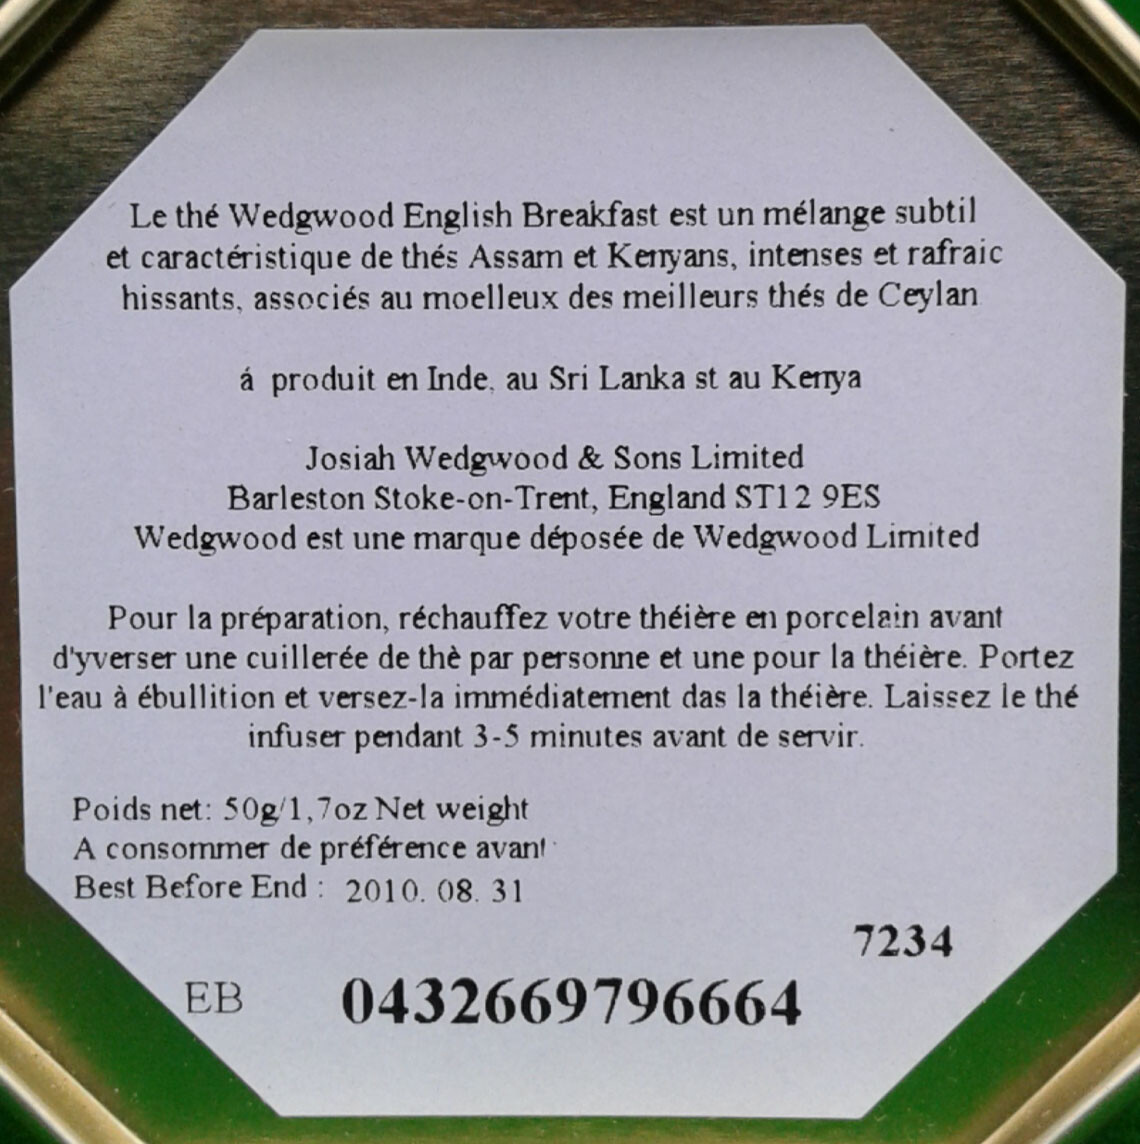 Le thé Wedgwood English Breakfast est un mélange subtil
et caractéristique de thés Assam et Kenyans, intenses et rafraic
hissants, associés au moelleux des meilleurs thés de Ceylan
á produit en Inde, au Sri Lanka st au Kenya
Josiah Wedgwood & Sons Limited
Barleston Stoke-on-Trent, England ST12 9ES
Wedgwood est une marque déposée de Wedgwood Limited
Pour la préparation, réchauffez votre théière en porcelain avant
d'yverser une cuillerée de thè par personne et une pour la théière. Portez
l'eau à ébullition et versez-la immédiatement das la théière. Laissez le thé
infuser pendant 3-5 minutes avant de servir.
Poids net: 50g/1,7oz Net weight
A consommer de préférence avant
Best Before End : 2010. 08. 31
7234
EB 0432669796664